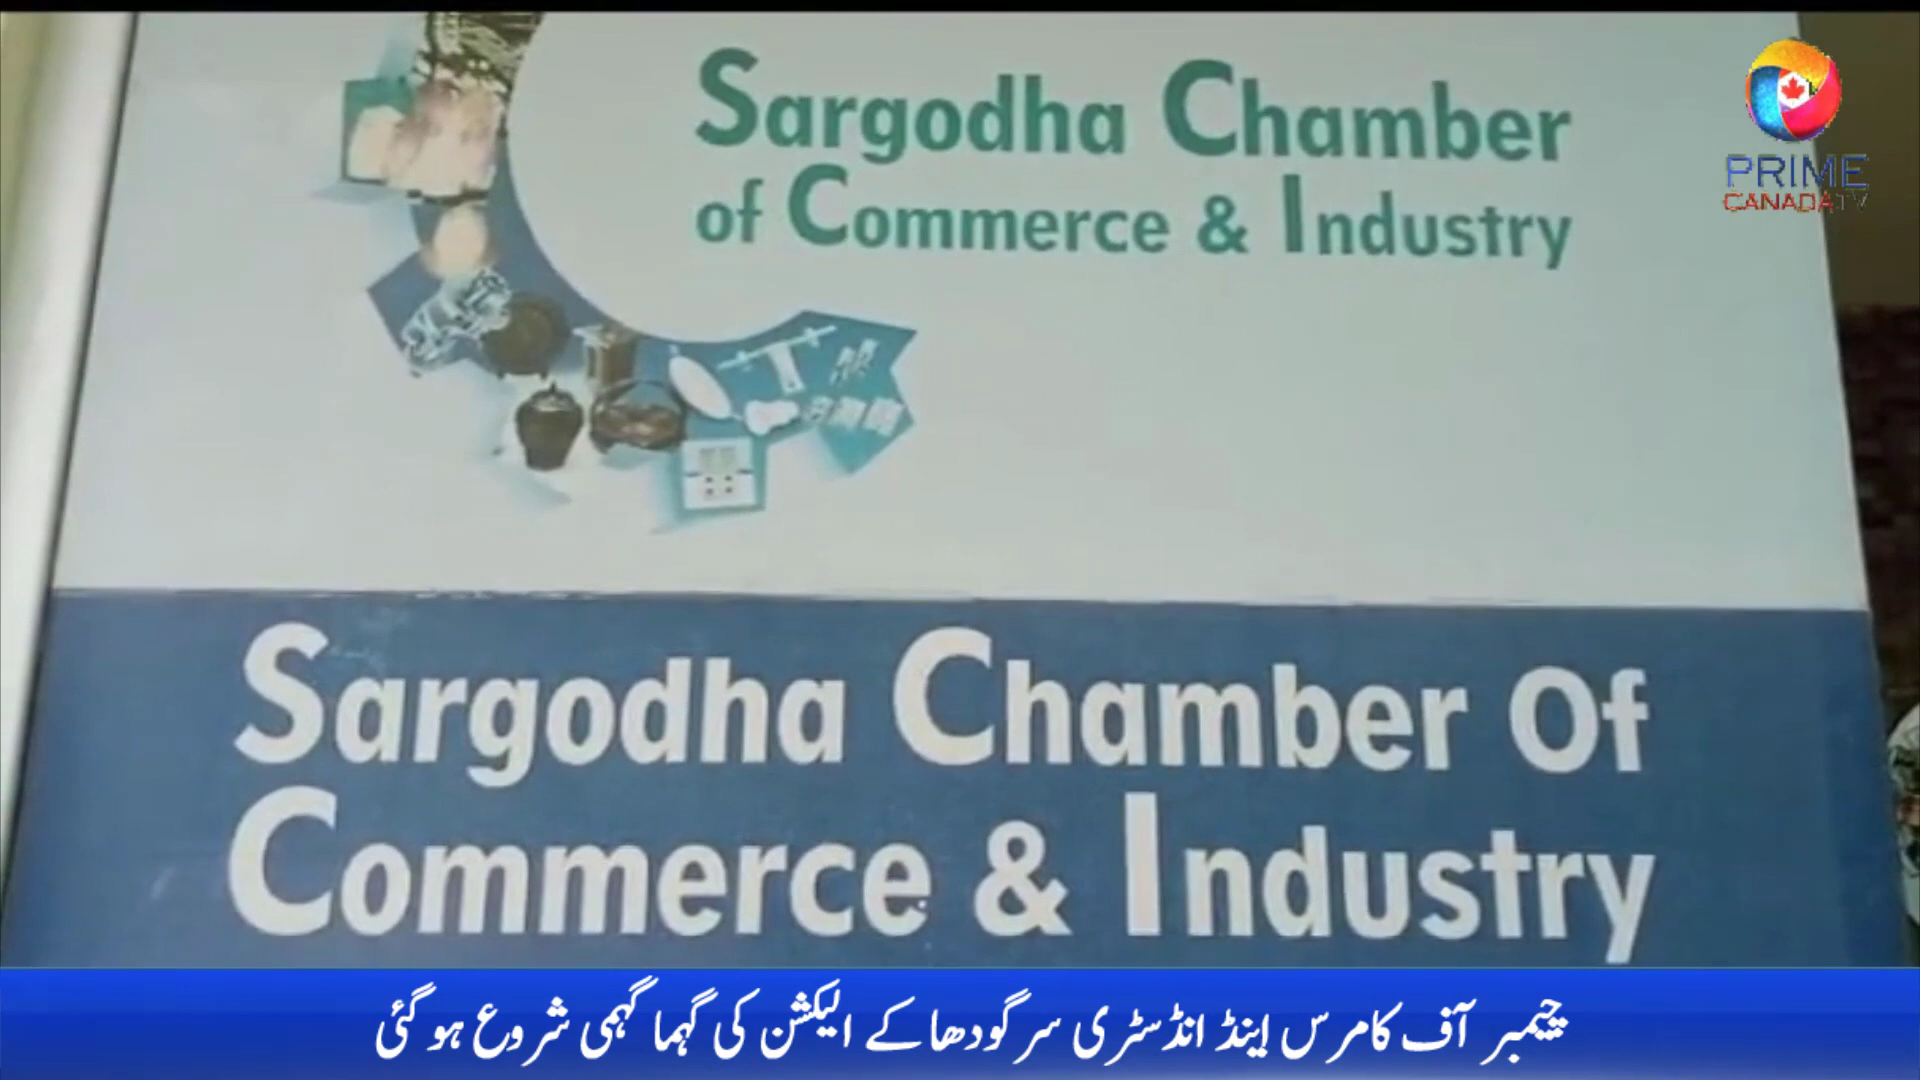 Sargodha Chamber
of Commerce & Industry
PRIME
CANADA TV
Sargodha Chamber Of
Commerce & Industry
چیمبر آف کامرس اینڈ انڈسٹری سرگودھا کے الیکشن کی گہما گہمی شروع ہو گئی